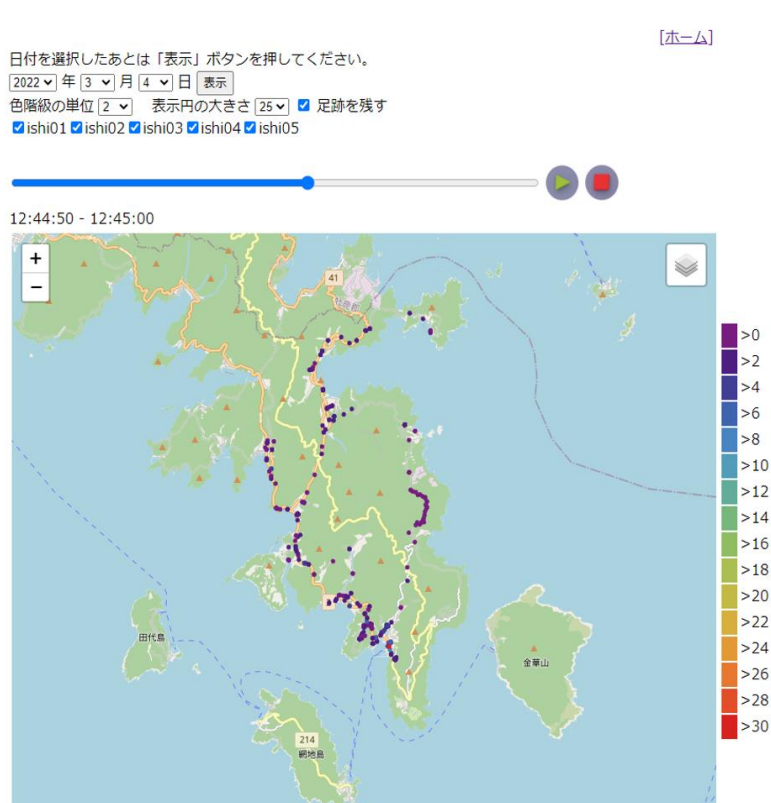 [ホーム]
日付を選択したあとは「表示」ボタンを押してください。
2022 年 3 月 4 日 表示
色階級の単位 2 表示円の大きさ 25 足跡を残す
ishi01 ishi02 ishi03 ishi04 ishi05
12:44:50 - 12:45:00
+
−
41
牡鹿郡
田代島
金華山
214
網地島
>0
>2
>4
>6
>8
>10
>12
>14
>16
>18
>20
>22
>24
>26
>28
>30